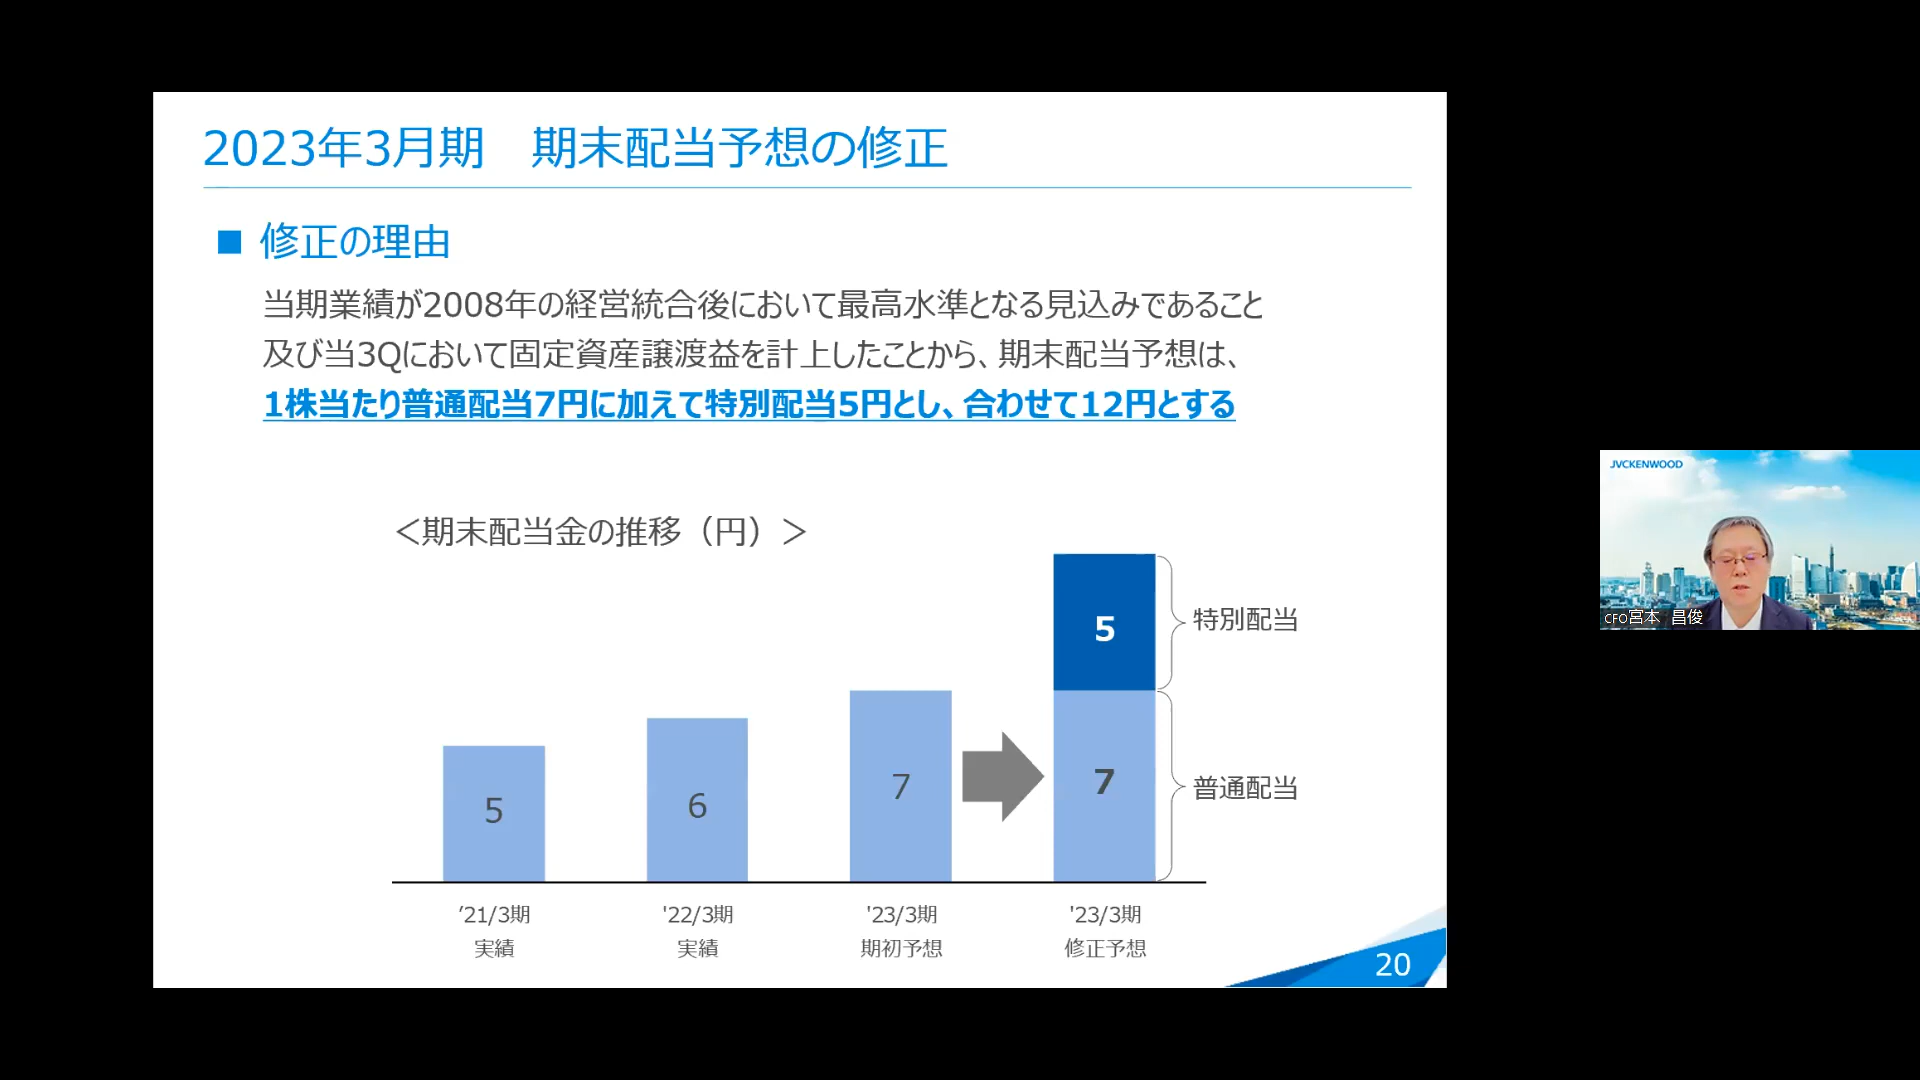 2023年3月期　期末配当予想の修正
■ 修正の理由
当期業績が2008年の経営統合後において最高水準となる見込みであること
及び当3Qにおいて固定資産譲渡益を計上したことから、期末配当予想は、
1株当たり普通配当7円に加えて特別配当5円とし、合わせて12円とする
＜期末配当金の推移（円）＞
5
特別配当
5
6
7
7
普通配当
’21/3期
実績
'22/3期
実績
'23/3期
期初予想
'23/3期
修正予想
20
JVCKENWOOD
CFO宮本 昌俊